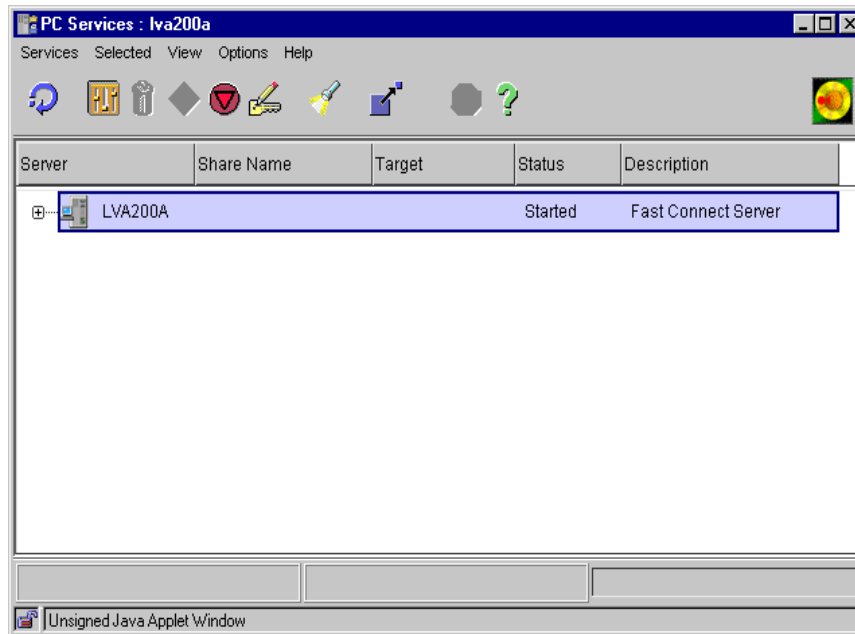 PC Services : lva200a
Services Selected View Options Help
Server Share Name Target Status Description
LVA200A Started Fast Connect Server
Unsigned Java Applet Window